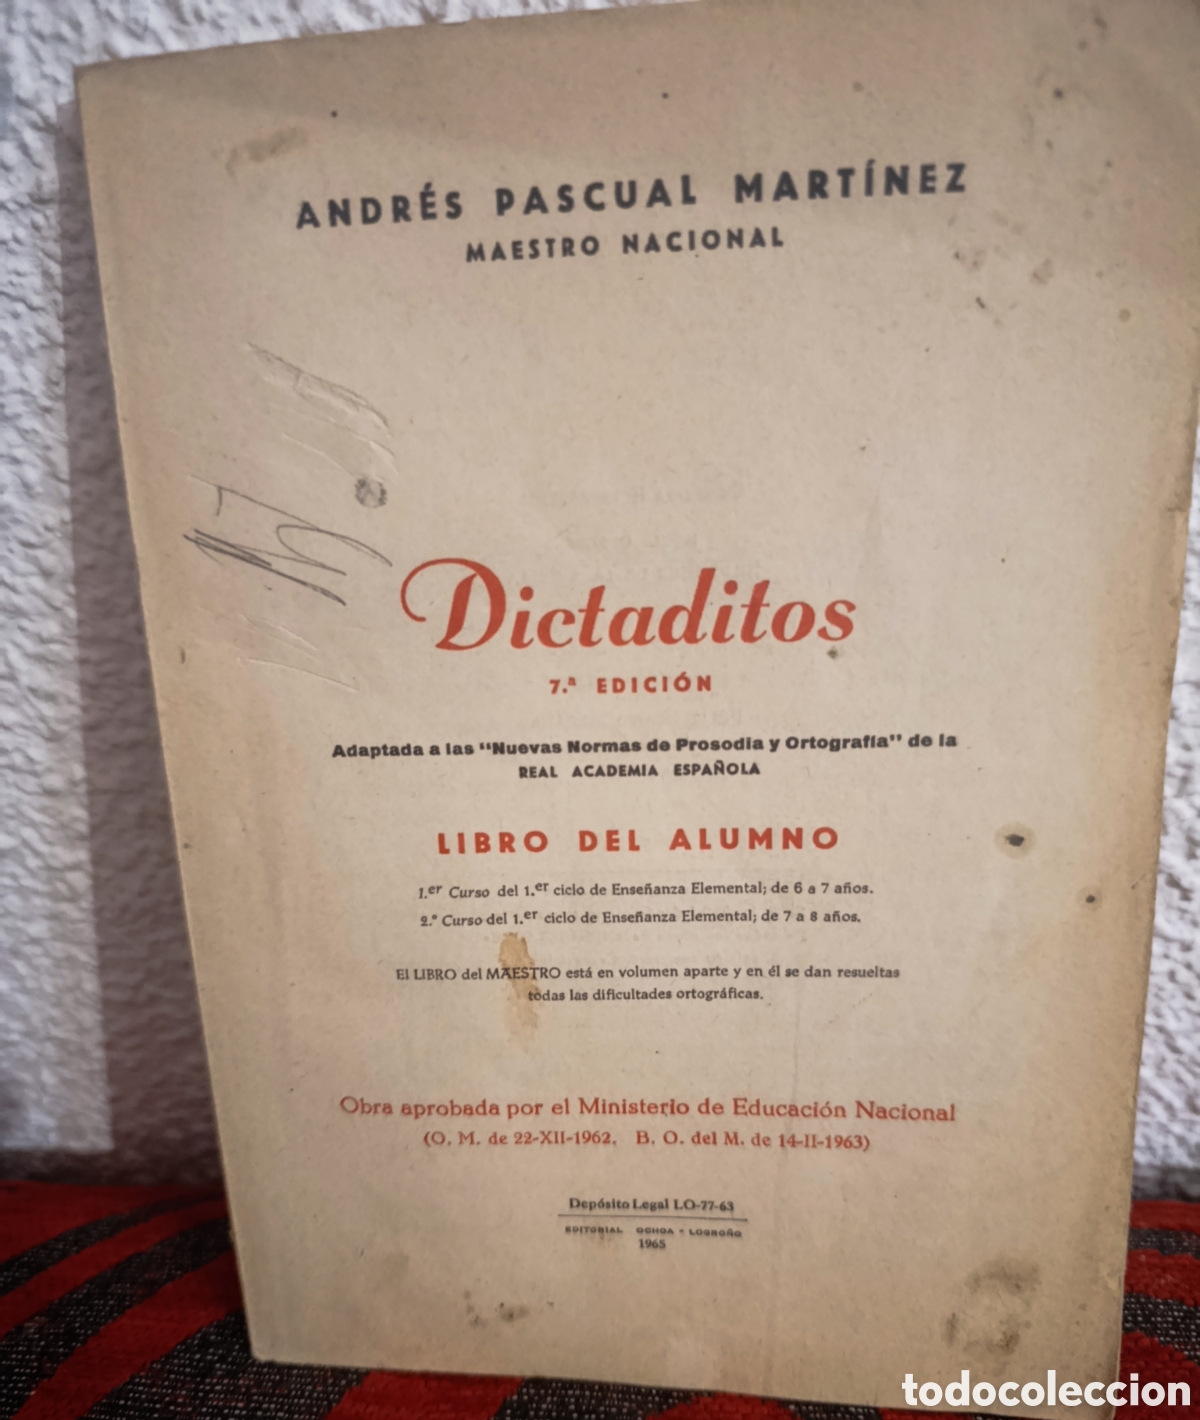 ANDRÉS PASCUAL MARTÍNEZ
MAESTRO NACIONAL
Dictaditos
7.ª EDICIÓN
Adaptada a las "Nuevas Normas de Prosodia y Ortografía" de la
REAL ACADEMIA ESPAÑOLA
LIBRO DEL ALUMNO
1.er Curso del 1.er ciclo de Enseñanza Elemental; de 6 a 7 años.
2.º Curso del 1.er ciclo de Enseñanza Elemental; de 7 a 8 años.
El LIBRO del MAESTRO está en volumen aparte y en él se dan resueltas
todas las dificultades ortográficas.
Obra aprobada por el Ministerio de Educación Nacional
(O. M. de 22-XII-1962. B. O. del M. de 14-II-1963)
Depósito Legal LO-77-63
EDITORIAL OCHOA - LOGROÑO
1965
todocoleccion